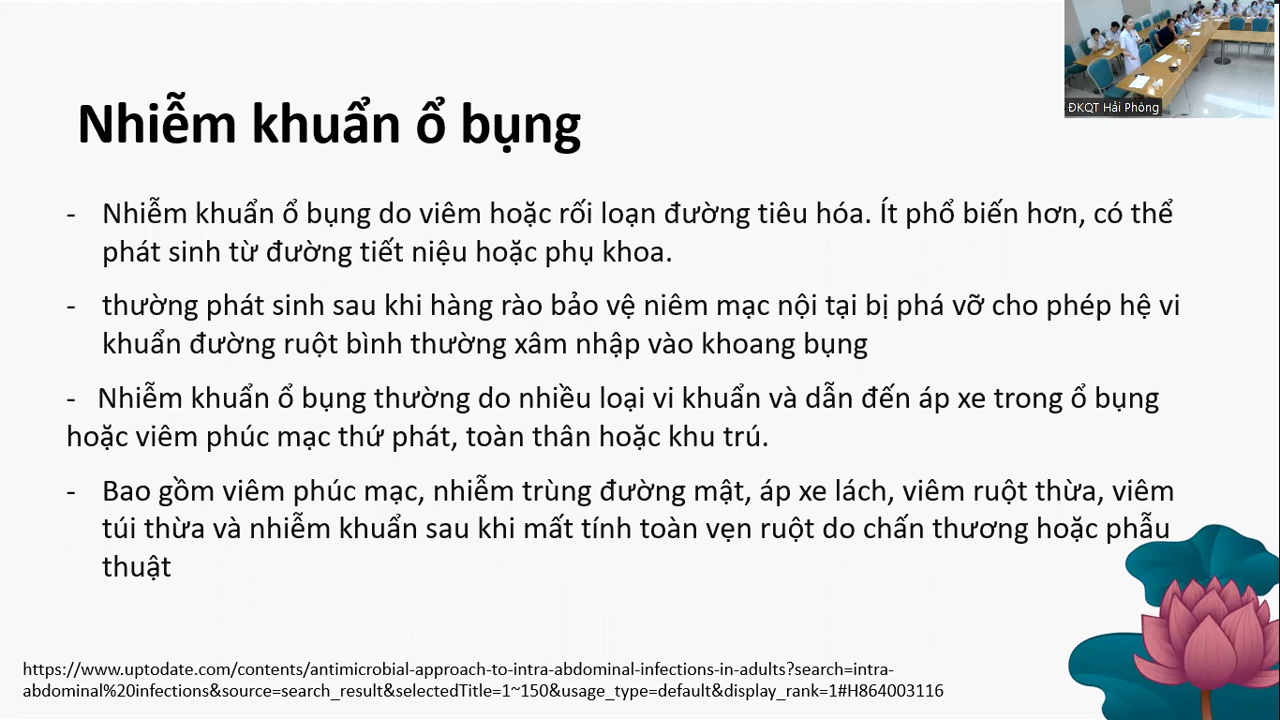 ĐKQT Hải Phòng
Nhiễm khuẩn ổ bụng
- Nhiễm khuẩn ổ bụng do viêm hoặc rối loạn đường tiêu hóa. Ít phổ biến hơn, có thể
phát sinh từ đường tiết niệu hoặc phụ khoa.
- thường phát sinh sau khi hàng rào bảo vệ niêm mạc nội tại bị phá vỡ cho phép hệ vi
khuẩn đường ruột bình thường xâm nhập vào khoang bụng
- Nhiễm khuẩn ổ bụng thường do nhiều loại vi khuẩn và dẫn đến áp xe trong ổ bụng
hoặc viêm phúc mạc thứ phát, toàn thân hoặc khu trú.
- Bao gồm viêm phúc mạc, nhiễm trùng đường mật, áp xe lách, viêm ruột thừa, viêm
túi thừa và nhiễm khuẩn sau khi mất tính toàn vẹn ruột do chấn thương hoặc phẫu
thuật
https://www.uptodate.com/contents/antimicrobial-approach-to-intra-abdominal-infections-in-adults?search=intra-
abdominal%20infections&source=search_result&selectedTitle=1~150&usage_type=default&display_rank=1#H864003116